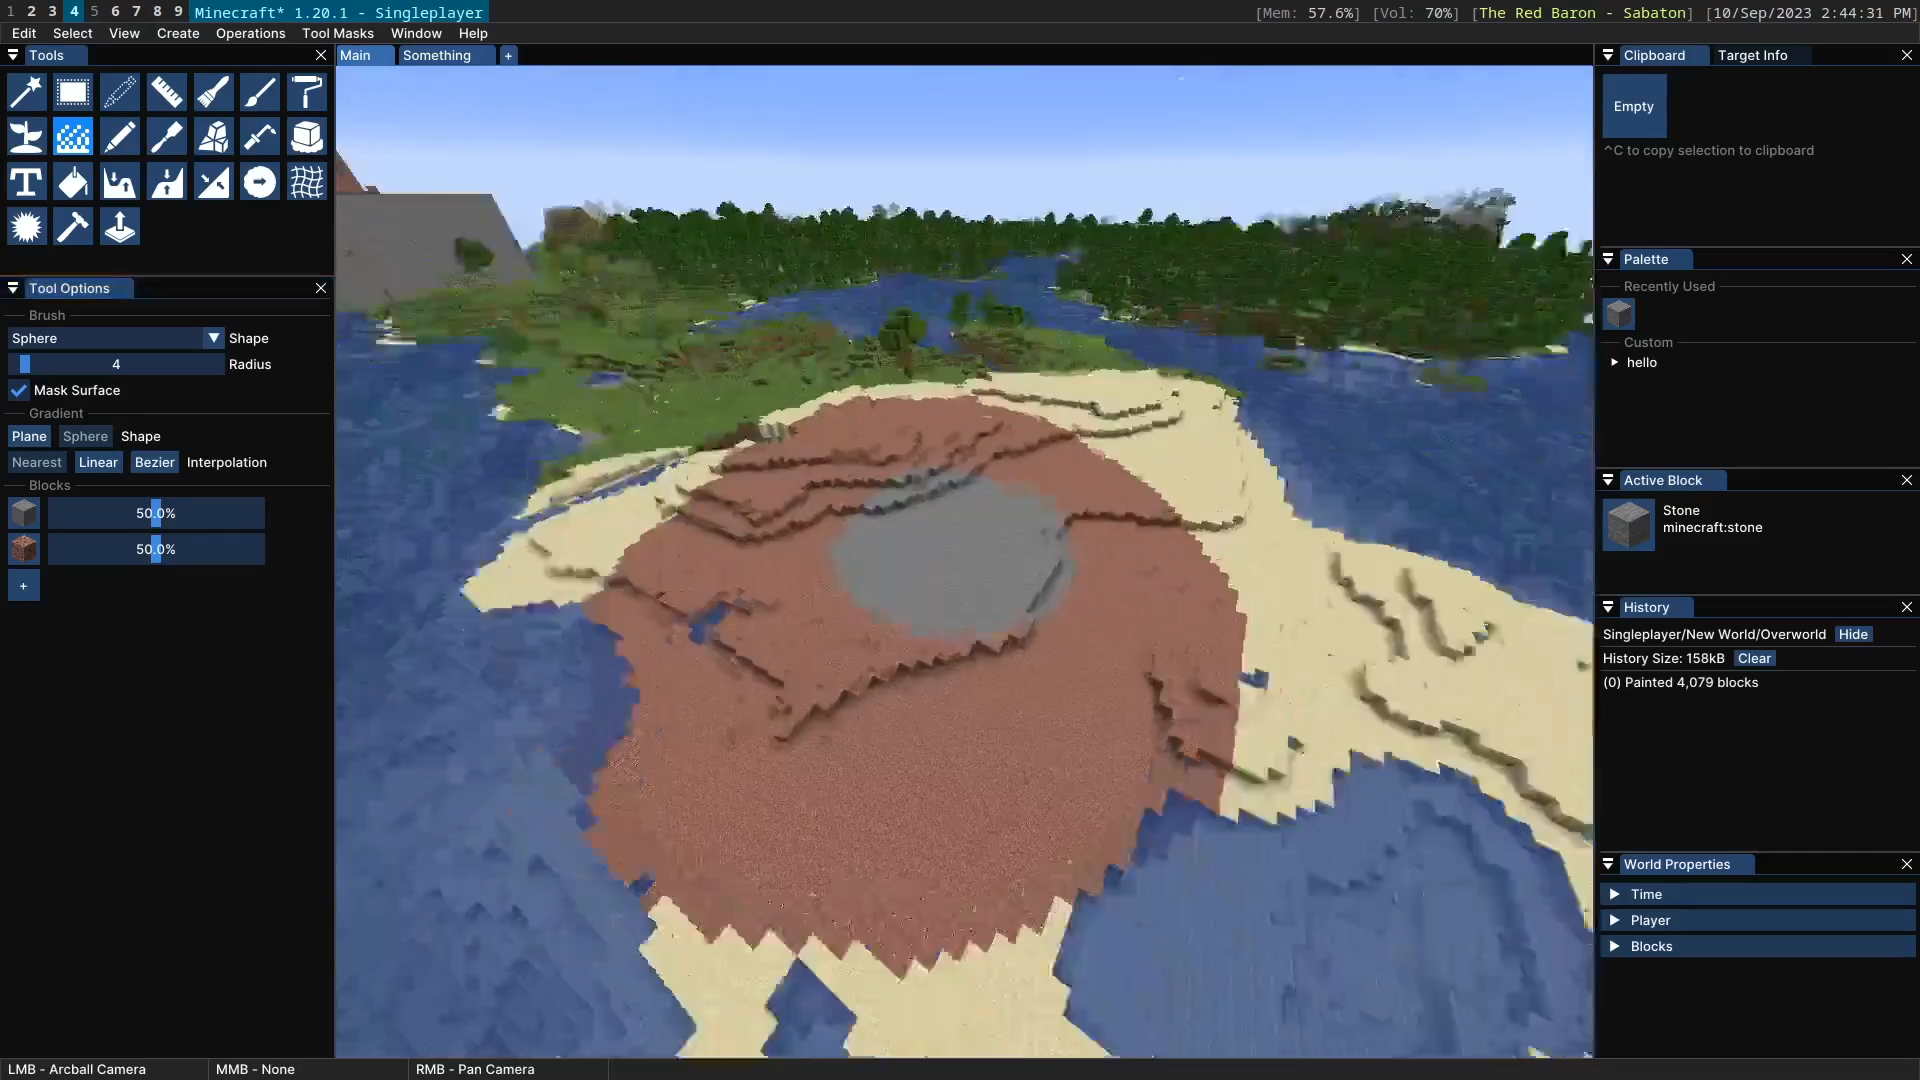 1 2 3 4 5 6 7 8 9 Minecraft* 1.20.1 - Singleplayer [Mem: 57.6%] [Vol: 70%] [The Red Baron - Sabaton] [10/Sep/2023 2:44:31 PM]
Edit Select View Create Operations Tool Masks Window Help
Tools
Main Something +
Clipboard Target Info
Empty
^C to copy selection to clipboard
Palette
Recently Used
Custom
hello
Tool Options
Brush
Sphere Shape
4 Radius
Mask Surface
Gradient
Plane Sphere Shape
Nearest Linear Bezier Interpolation
Blocks
50.0%
50.0%
+
Active Block
Stone
minecraft:stone
History
Singleplayer/New World/Overworld Hide
History Size: 158kB Clear
(0) Painted 4,079 blocks
World Properties
Time
Player
Blocks
LMB - Arcball Camera MMB - None RMB - Pan Camera